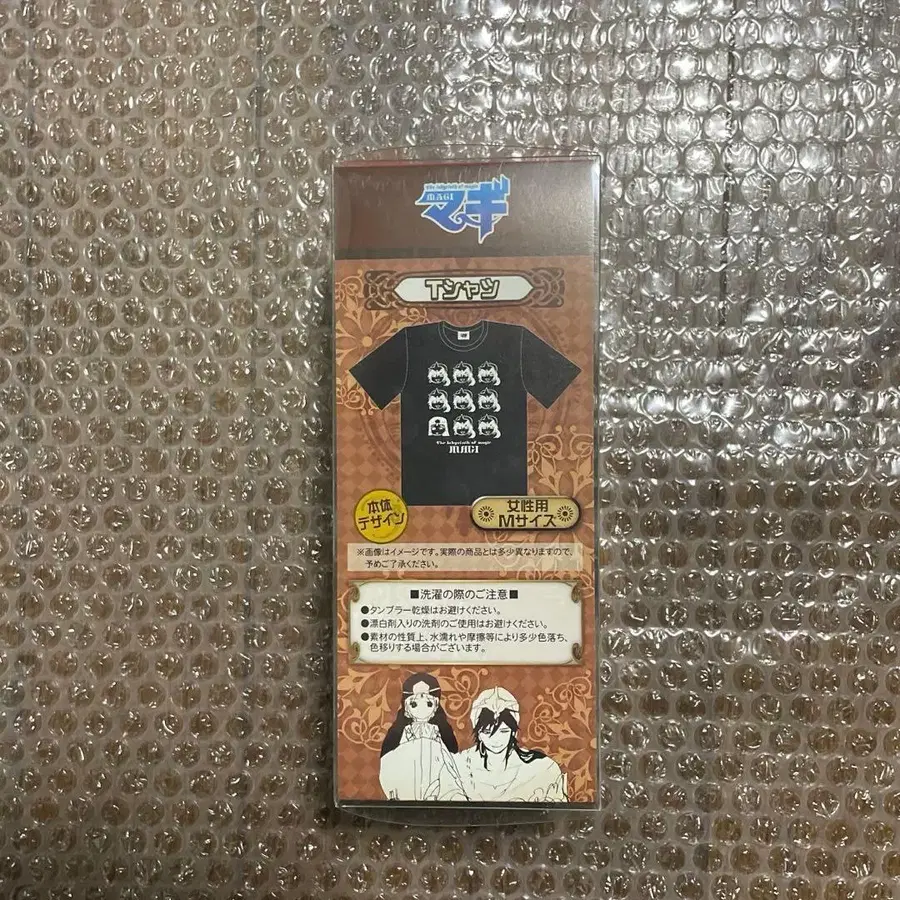 The labyrinth of magic
MAGI
マギ
Tシャツ
The labyrinth of magic
MAGI
本体
デザイン
女性用
Mサイズ
※画像はイメージです。実際の商品とは多少異なりますので、
予めご了承ください。
■洗濯の際のご注意■
●タンブラー乾燥はお避けください。
●漂白剤入りの洗剤のご使用はお避けください。
●素材の性質上、水濡れや摩擦等により多少色落ち、
色移りする場合がございます。